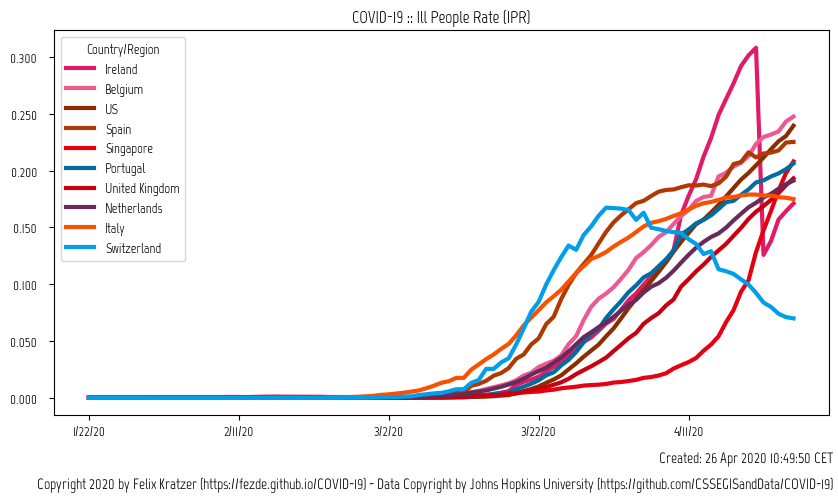 COVID-19 :: Ill People Rate (IPR)
Country/Region
Ireland
Belgium
US
Spain
Singapore
Portugal
United Kingdom
Netherlands
Italy
Switzerland
0.300
0.250
0.200
0.150
0.100
0.050
0.000
1/22/20 2/11/20 3/2/20 3/22/20 4/11/20
Created: 26 Apr 2020 10:49:50 CET
Copyright 2020 by Felix Kratzer (https://fezde.github.io/COVID-19) - Data Copyright by Johns Hopkins University (https://github.com/CSSEGISandData/COVID-19)